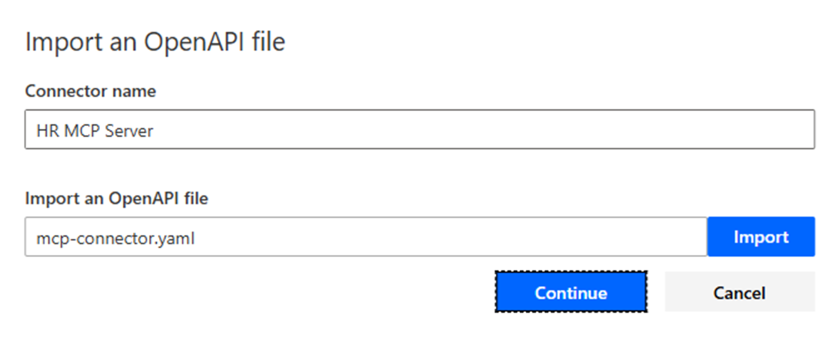 Import an OpenAPI file
Connector name
HR MCP Server
Import an OpenAPI file
mcp-connector.yaml
Import
Continue
Cancel